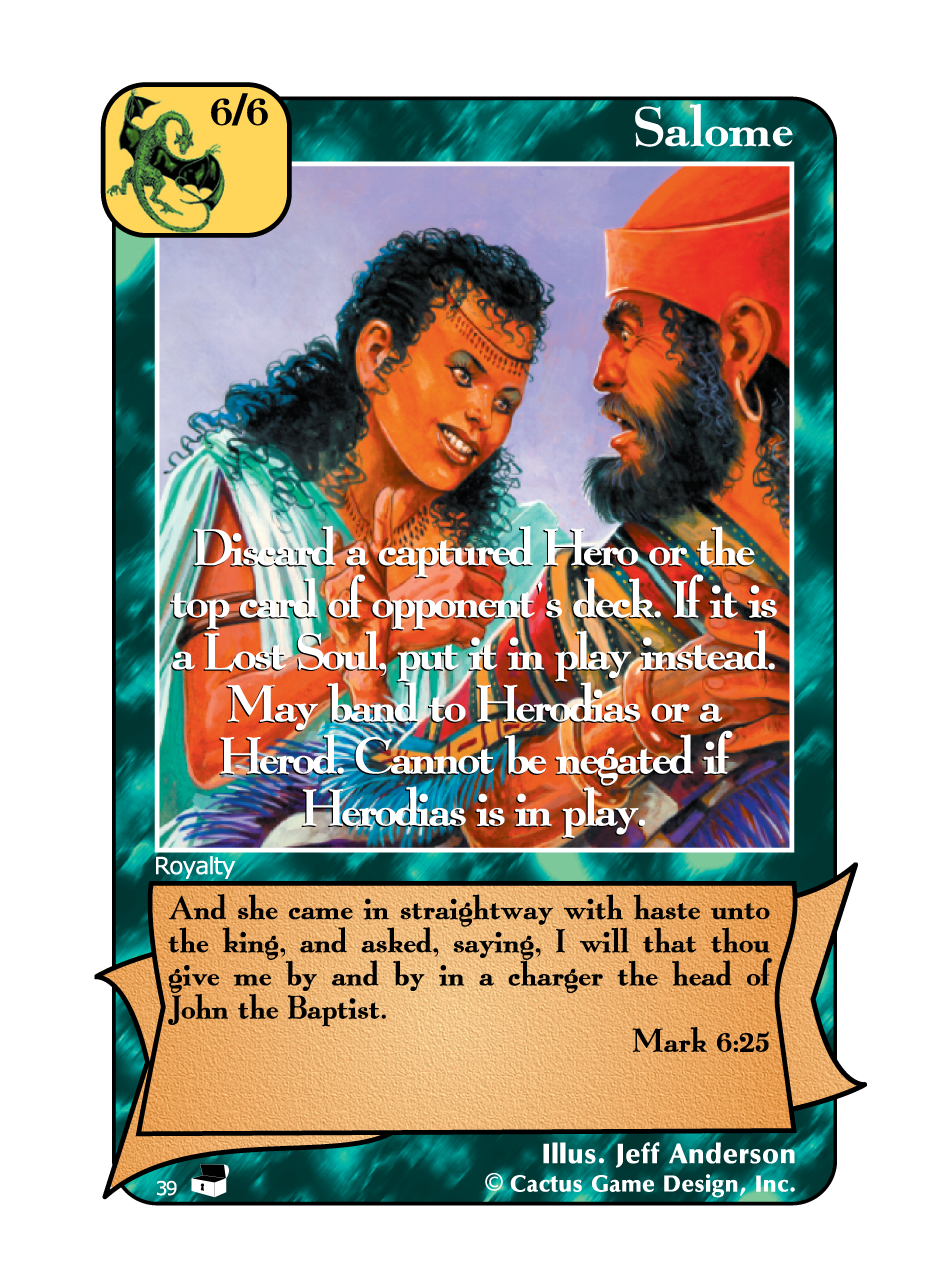 6/6
Salome
Discard a captured Hero or the
top card of opponent's deck. If it is
a Lost Soul, put it in play instead.
May band to Herodias or a
Herod. Cannot be negated if
Herodias is in play.
Royalty
And she came in straightway with haste unto
the king, and asked, saying, I will that thou
give me by and by in a charger the head of
John the Baptist.
Mark 6:25
Illus. Jeff Anderson
39
© Cactus Game Design, Inc.